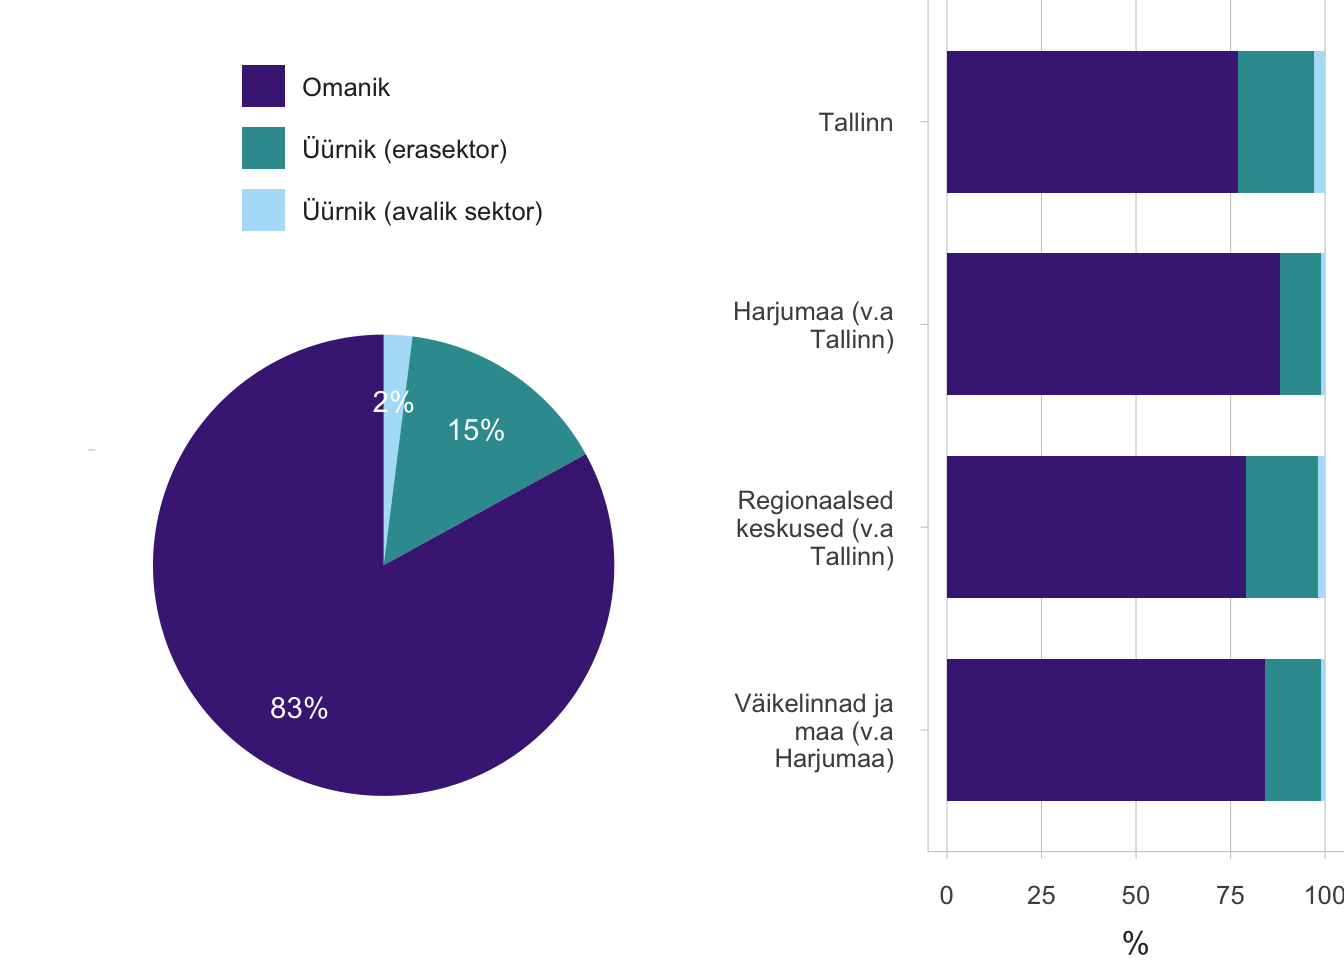 Omanik
Üürnik (erasektor)
Üürnik (avalik sektor)
2%
15%
83%
Tallinn
Harjumaa (v.a
Tallinn)
Regionaalsed
keskused (v.a
Tallinn)
Väikelinnad ja
maa (v.a
Harjumaa)
0 25 50 75 100
%